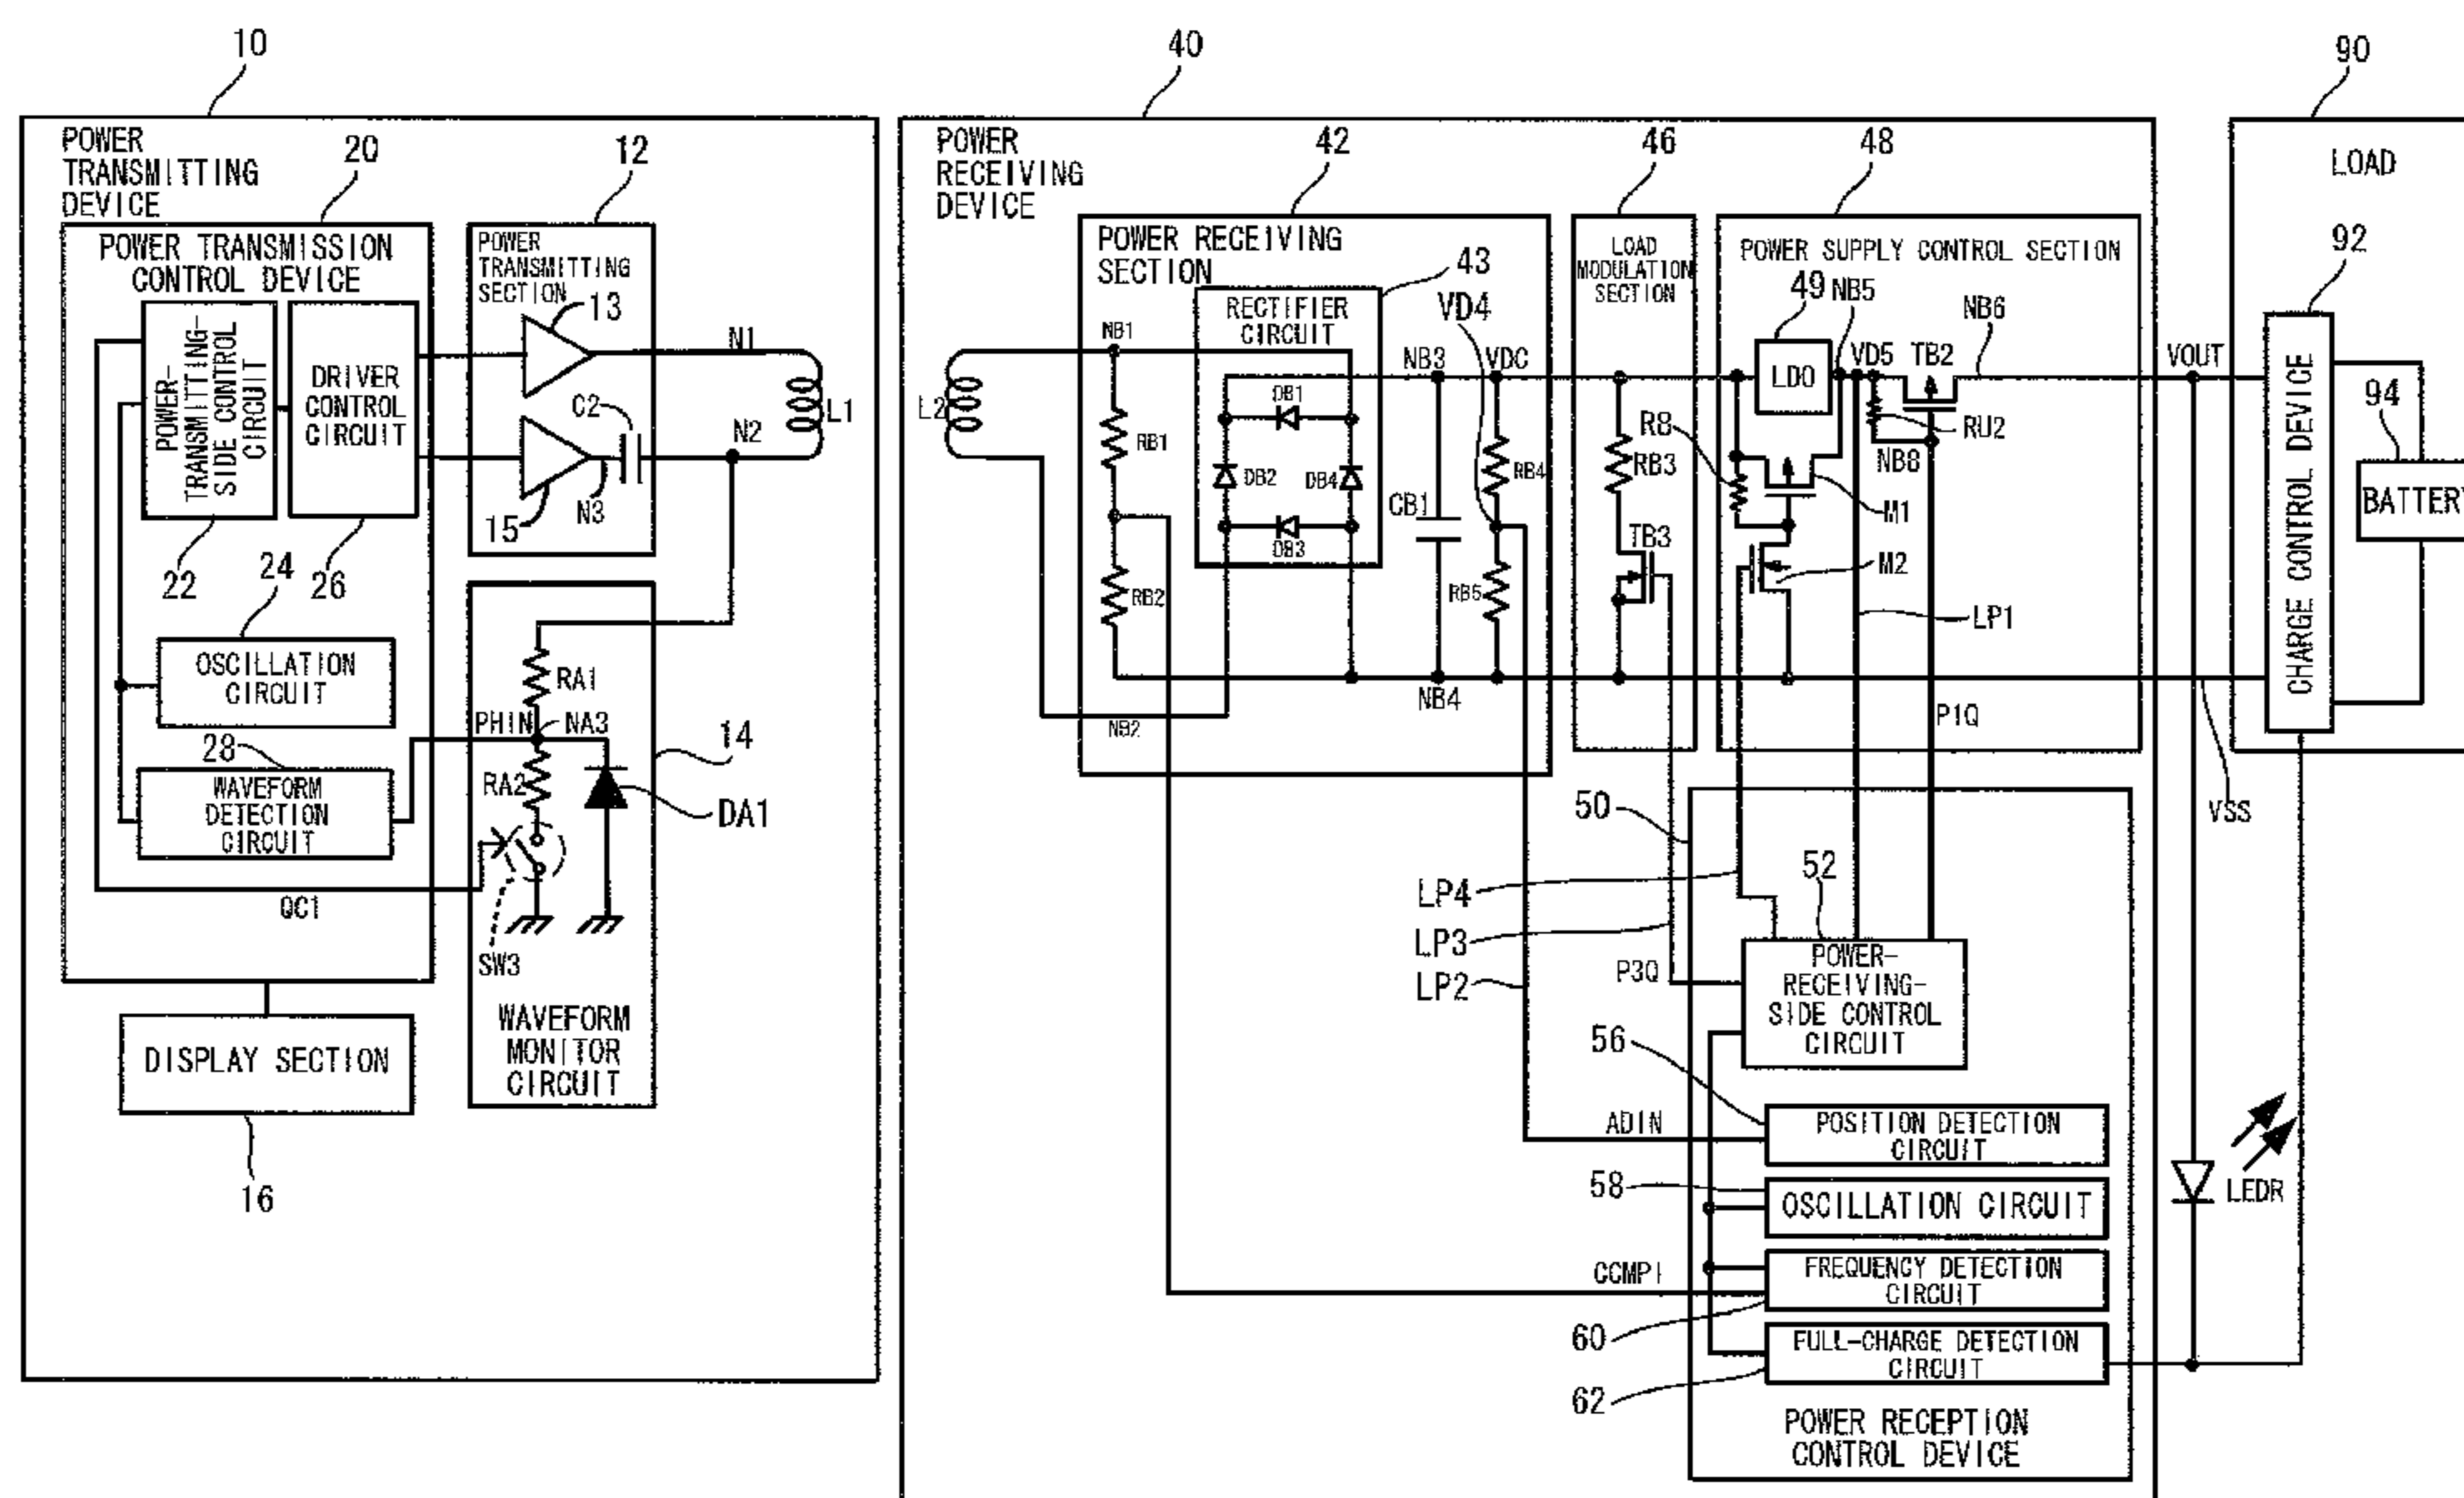 10
40
90
POWER
TRANSMITTING
DEVICE
20
12
POWER TRANSMISSION
CONTROL DEVICE
POWER
TRANSMITTING
SECTION
13
POWER-
TRANSMITTING-
SIDE CONTROL
CIRCUIT
DRIVER
CONTROL
CIRCUIT
N1
C2
N2
L1
N3
15
22
24
26
OSCILLATION
CIRCUIT
RA1
PHIN
NA3
14
28
WAVEFORM
DETECTION
CIRCUIT
RA2
DA1
QC1
SW3
WAVEFORM
MONITOR
CIRCUIT
DISPLAY SECTION
16
POWER
RECEIVING
DEVICE
42
46
48
POWER RECEIVING
SECTION
43
RECTIFIER
CIRCUIT
VD4
LOAD
MODULATION
SECTION
POWER SUPPLY CONTROL SECTION
49
NB5
NB6
NB1
NB3
VDC
LDO
VD5
TB2
VOUT
L2
DB1
RB1
DB2
DB4
RB4
RB3
R8
RU2
NB8
CB1
M1
DB3
TB3
RB2
RB5
M2
LP1
NB4
NB2
P1Q
50
VSS
52
LP4
LP3
LP2
P3Q
POWER-
RECEIVING-
SIDE CONTROL
CIRCUIT
56
ADIN
POSITION DETECTION
CIRCUIT
58
OSCILLATION CIRCUIT
LEDR
CCMPI
FREQUENCY DETECTION
CIRCUIT
60
FULL-CHARGE DETECTION
CIRCUIT
62
POWER RECEPTION
CONTROL DEVICE
LOAD
92
CHARGE CONTROL DEVICE
94
BATTERY